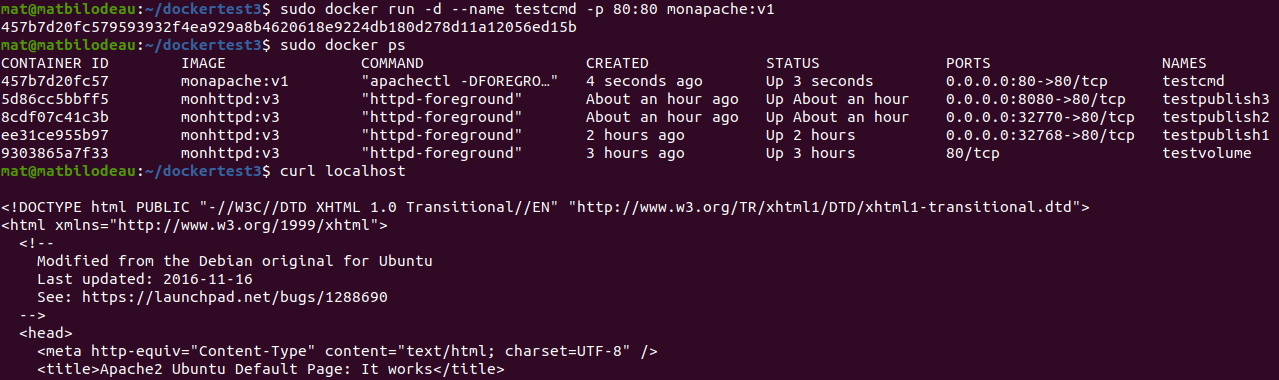 mat@matbilodeau:~/dockertest3$ sudo docker run -d --name testcmd -p 80:80 monapache:v1
457b7d20fc579593932f4ea929a8b4620618e9224db180d278d11a12056ed15b
mat@matbilodeau:~/dockertest3$ sudo docker ps
CONTAINER ID        IMAGE               COMMAND                  CREATED             STATUS              PORTS                   NAMES
457b7d20fc57        monapache:v1        "apachectl -DFOREGRO…"   4 seconds ago       Up 3 seconds        0.0.0.0:80->80/tcp      testcmd
5d86cc5bbff5        monhttpd:v3         "httpd-foreground"       About an hour ago   Up About an hour    0.0.0.0:8080->80/tcp    testpublish3
8cdf07c41c3b        monhttpd:v3         "httpd-foreground"       About an hour ago   Up About an hour    0.0.0.0:32770->80/tcp   testpublish2
ee31ce955b97        monhttpd:v3         "httpd-foreground"       2 hours ago         Up 2 hours          0.0.0.0:32768->80/tcp   testpublish1
9303865a7f33        monhttpd:v3         "httpd-foreground"       3 hours ago         Up 3 hours          80/tcp                  testvolume
mat@matbilodeau:~/dockertest3$ curl localhost
<!DOCTYPE html PUBLIC "-//W3C//DTD XHTML 1.0 Transitional//EN" "http://www.w3.org/TR/xhtml1/DTD/xhtml1-transitional.dtd">
<html xmlns="http://www.w3.org/1999/xhtml">
  <!--
    Modified from the Debian original for Ubuntu
    Last updated: 2016-11-16
    See: https://launchpad.net/bugs/1288690
  -->
  <head>
    <meta http-equiv="Content-Type" content="text/html; charset=UTF-8" />
    <title>Apache2 Ubuntu Default Page: It works</title>